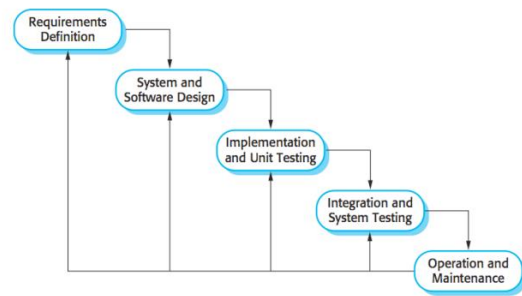 Requirements
Definition
System and
Software Design
Implementation
and Unit Testing
Integration and
System Testing
Operation and
Maintenance